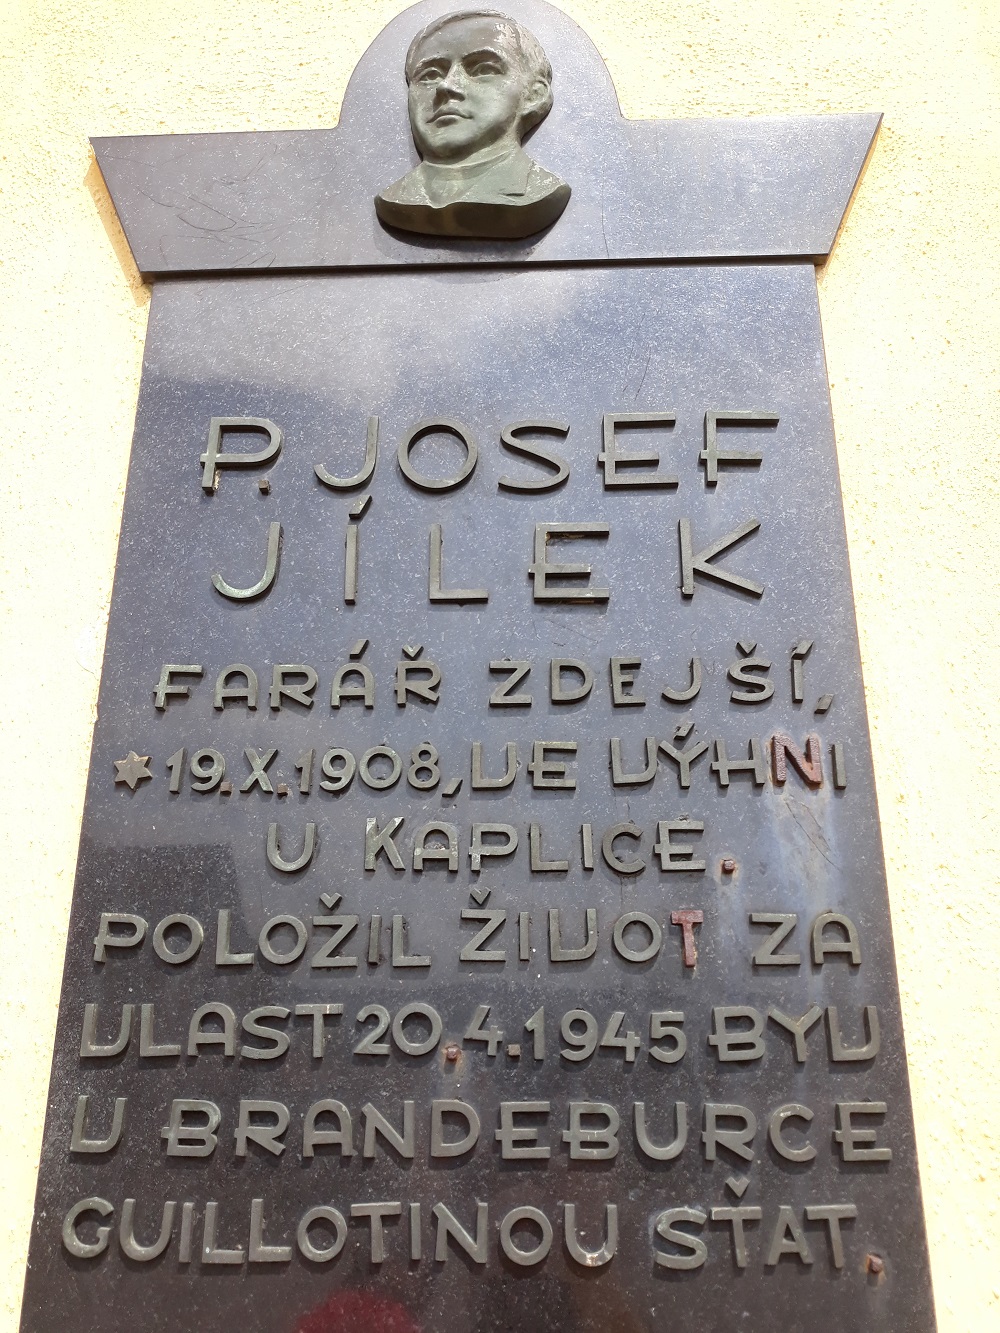 P. JOSEF
JÍLEK
FARÁŘ ZDEJŠÍ,
*19.X.1908, VE VÝHNI
U KAPLICE.
POLOŽIL ŽIVOT ZA
VLAST 20.4.1945 BYV
V BRANDEBURCE
GUILLOTINOU SŤAT.